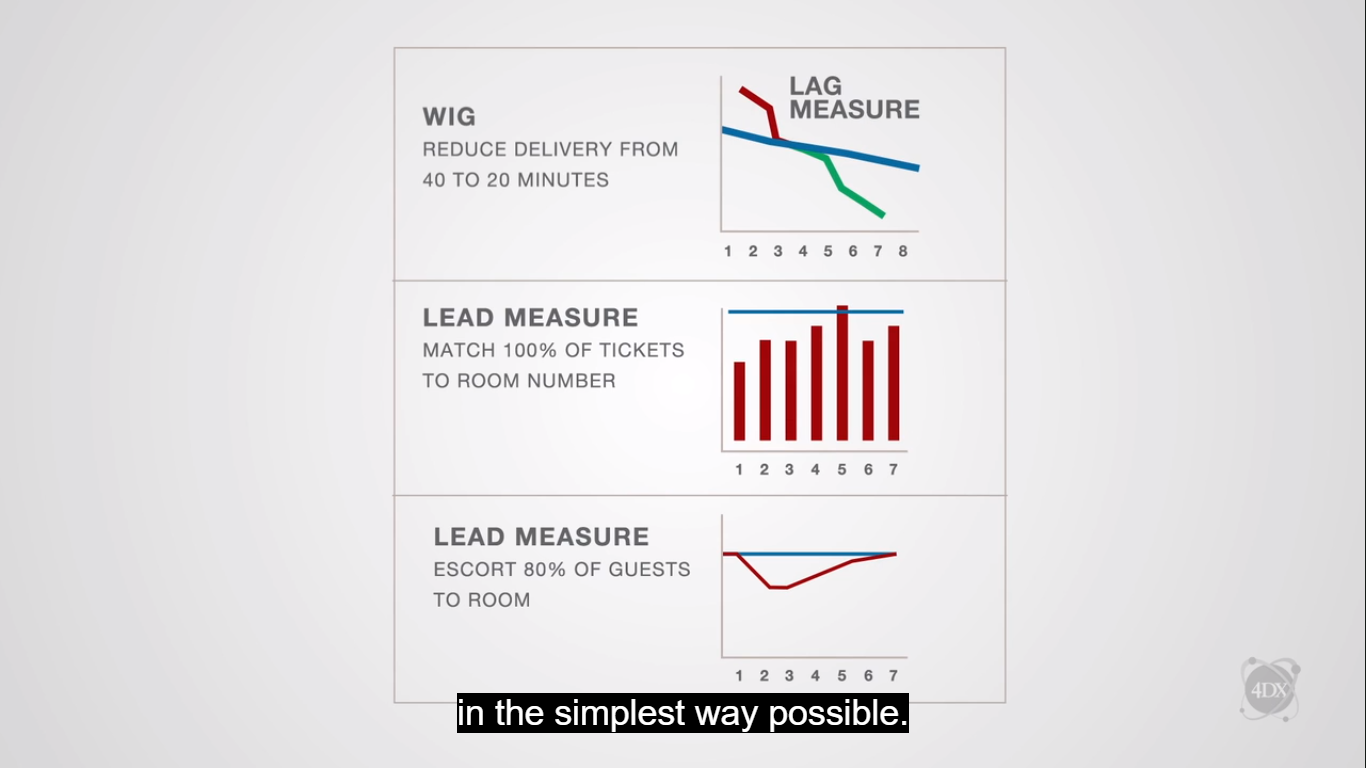 WIG
REDUCE DELIVERY FROM
40 TO 20 MINUTES
LAG
MEASURE
1 2 3 4 5 6 7 8
LEAD MEASURE
MATCH 100% OF TICKETS
TO ROOM NUMBER
1 2 3 4 5 6 7
LEAD MEASURE
ESCORT 80% OF GUESTS
TO ROOM
1 2 3 4 5 6 7
4DX
in the simplest way possible.